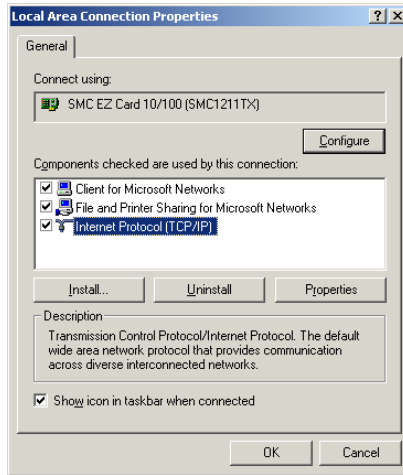 Local Area Connection Properties
General
Connect using:
SMC EZ Card 10/100 (SMC1211TX)
Configure
Components checked are used by this connection:
Client for Microsoft Networks
File and Printer Sharing for Microsoft Networks
Internet Protocol (TCP/IP)
Install... Uninstall Properties
Description
Transmission Control Protocol/Internet Protocol. The default
wide area network protocol that provides communication
across diverse interconnected networks.
Show icon in taskbar when connected
OK Cancel